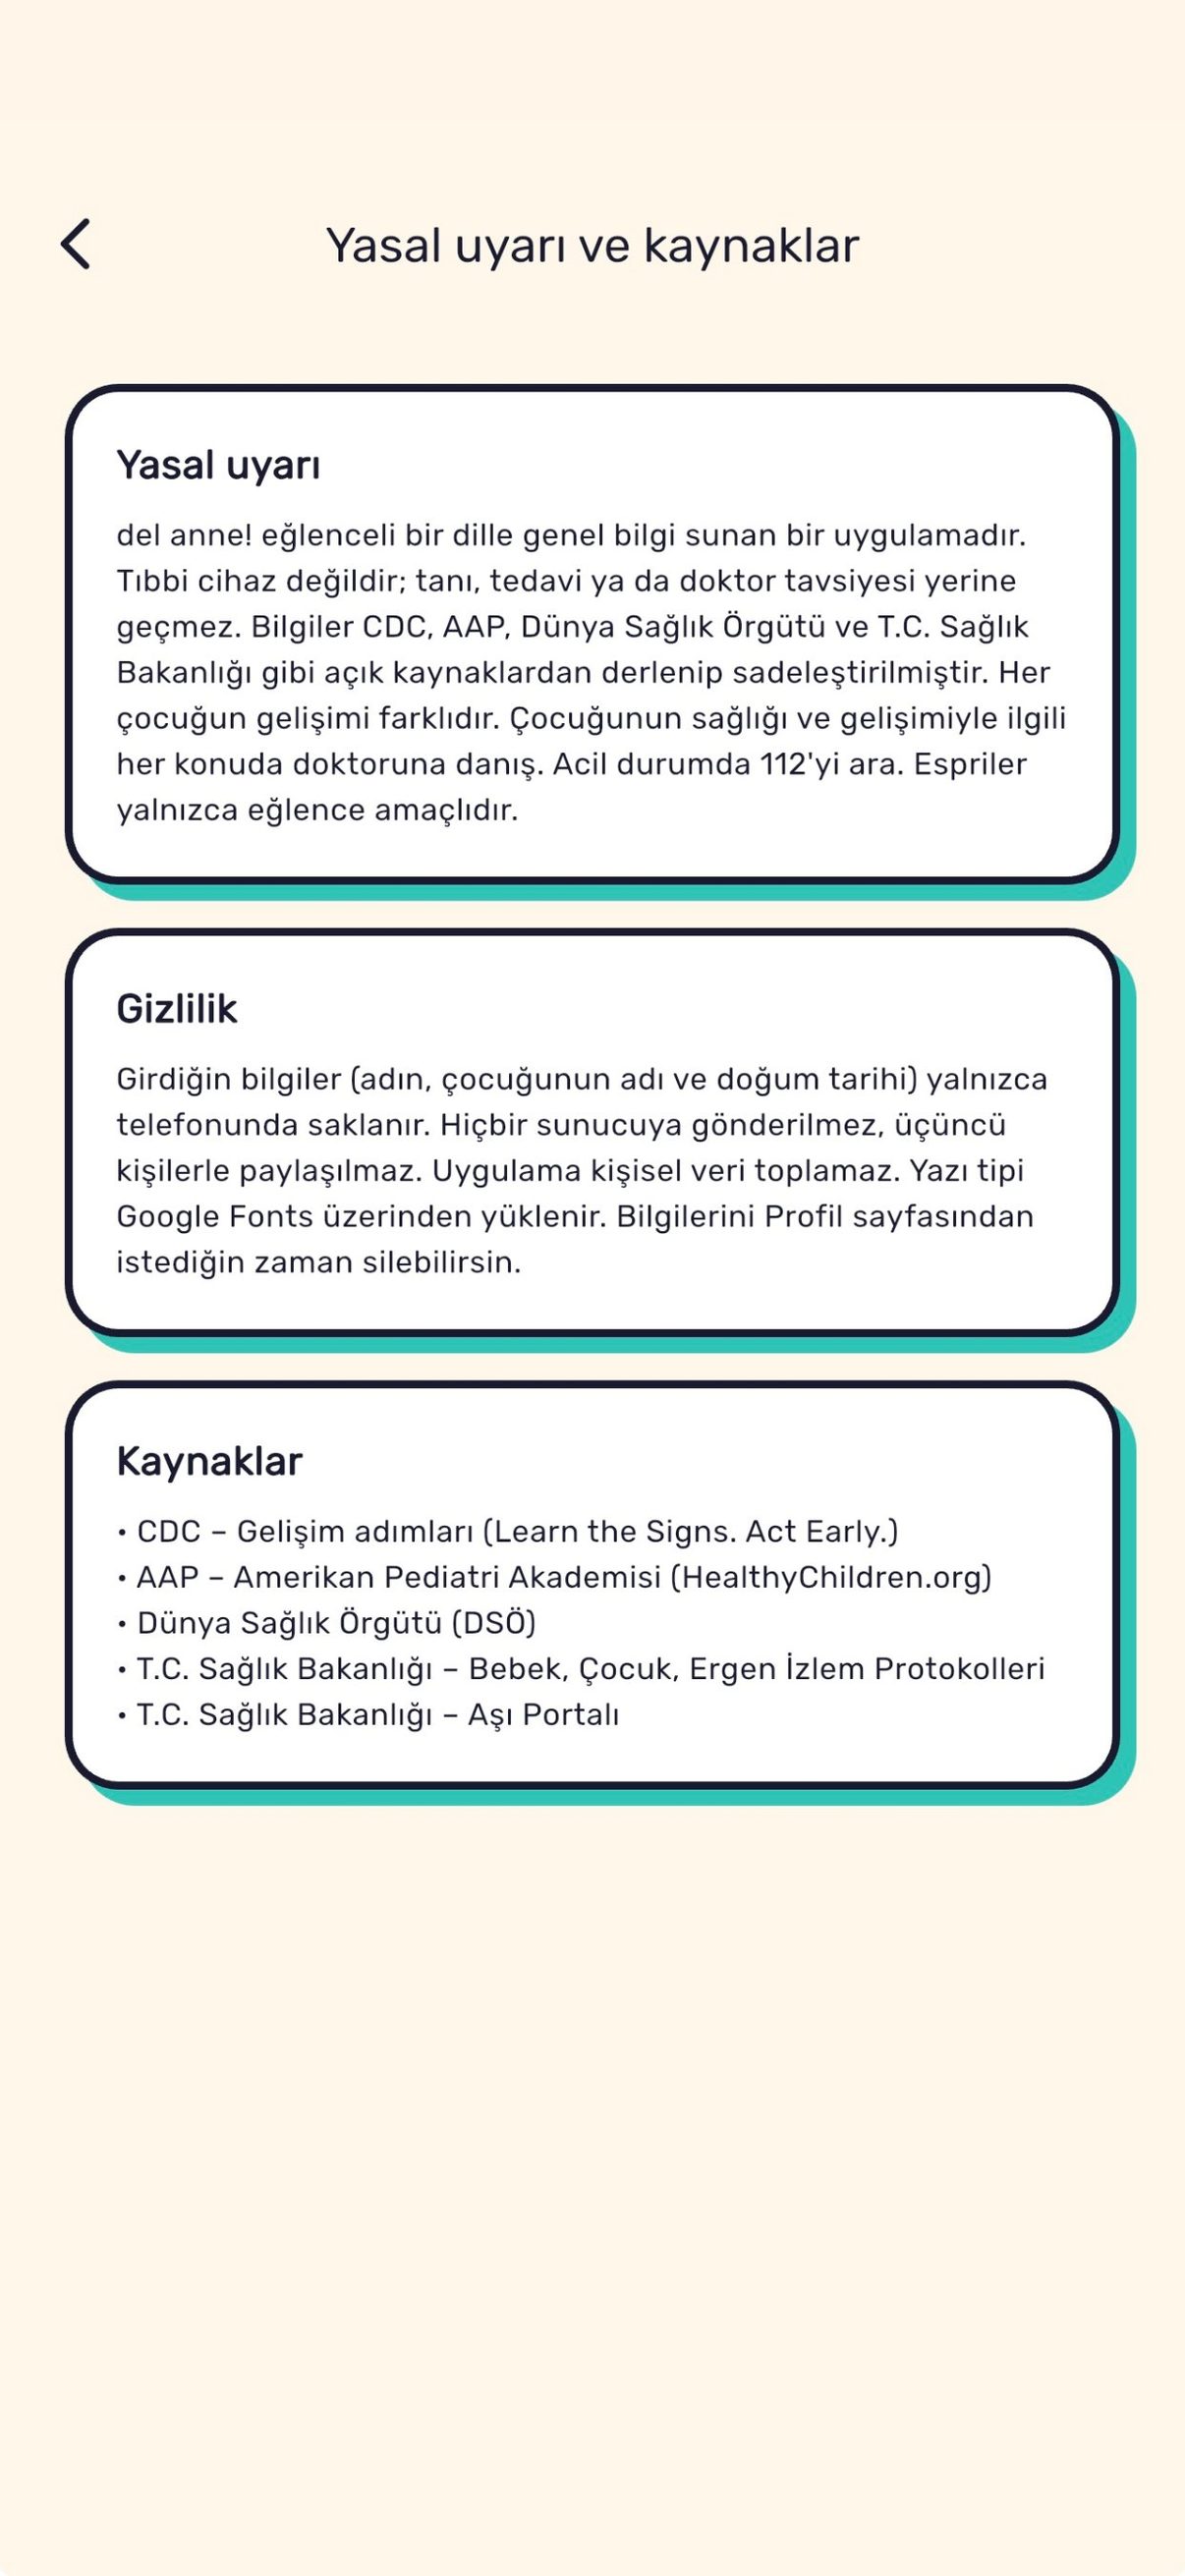 Yasal uyarı ve kaynaklar
Yasal uyarı
del anne! eğlenceli bir dille genel bilgi sunan bir uygulamadır.
Tıbbi cihaz değildir; tanı, tedavi ya da doktor tavsiyesi yerine
geçmez. Bilgiler CDC, AAP, Dünya Sağlık Örgütü ve T.C. Sağlık
Bakanlığı gibi açık kaynaklardan derlenip sadeleştirilmiştir. Her
çocuğun gelişimi farklıdır. Çocuğunun sağlığı ve gelişimiyle ilgili
her konuda doktoruna danış. Acil durumda 112'yi ara. Espriler
yalnızca eğlence amaçlıdır.
Gizlilik
Girdiğin bilgiler (adın, çocuğunun adı ve doğum tarihi) yalnızca
telefonunda saklanır. Hiçbir sunucuya gönderilmez, üçüncü
kişilerle paylaşılmaz. Uygulama kişisel veri toplamaz. Yazı tipi
Google Fonts üzerinden yüklenir. Bilgilerini Profil sayfasından
istediğin zaman silebilirsin.
Kaynaklar
• CDC – Gelişim adımları (Learn the Signs. Act Early.)
• AAP – Amerikan Pediatri Akademisi (HealthyChildren.org)
• Dünya Sağlık Örgütü (DSÖ)
• T.C. Sağlık Bakanlığı – Bebek, Çocuk, Ergen İzlem Protokolleri
• T.C. Sağlık Bakanlığı – Aşı Portalı